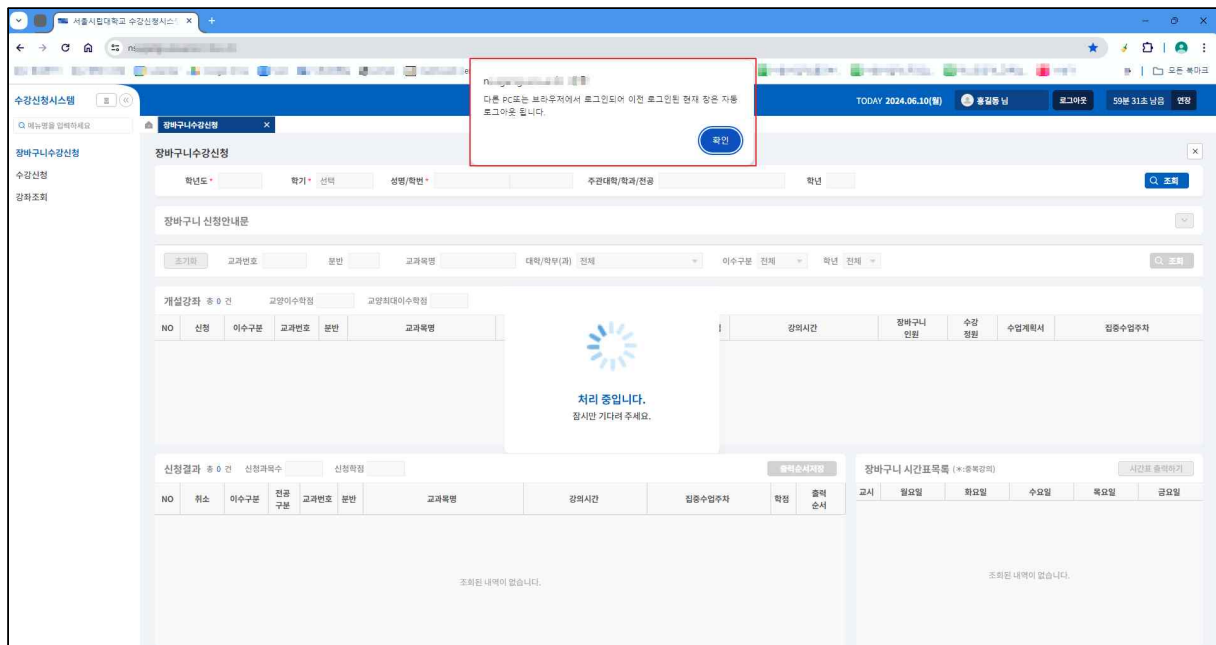 서울시립대학교 수강신청시스
모든 북마크
다른 PC또는 브라우저에서 로그인되어 이전 로그인된 현재 창은 자동
로그아웃 됩니다.
확인
수강신청시스템
TODAY 2024.06.10(월)
홍길동 님
로그아웃
59분 31초 남음
연장
메뉴명을 입력하세요
장바구니수강신청
장바구니수강신청
수강신청
강좌조회
장바구니수강신청
학년도 *
학기 * 선택
성명/학번 *
주관대학/학과/전공
학년
조회
장바구니 신청안내문
초기화
교과번호
분반
교과목명
대학/학부(과) 전체
이수구분 전체
학년 전체
조회
개설강좌 총 0 건
교양이수학점
교양최대이수학점
NO 신청 이수구분 교과번호 분반 교과목명 강의시간 장바구니 인원 수강 정원 수업계획서 집중수업주차
처리 중입니다.
잠시만 기다려 주세요.
신청결과 총 0 건 신청과목수 신청학점
출력순서저장
NO 취소 이수구분 전공 구분 교과번호 분반 교과목명 강의시간 집중수업주차 학점 출력 순서
조회된 내역이 없습니다.
장바구니 시간표목록 (*:중복강의)
시간표 출력하기
교시 월요일 화요일 수요일 목요일 금요일
조회된 내역이 없습니다.